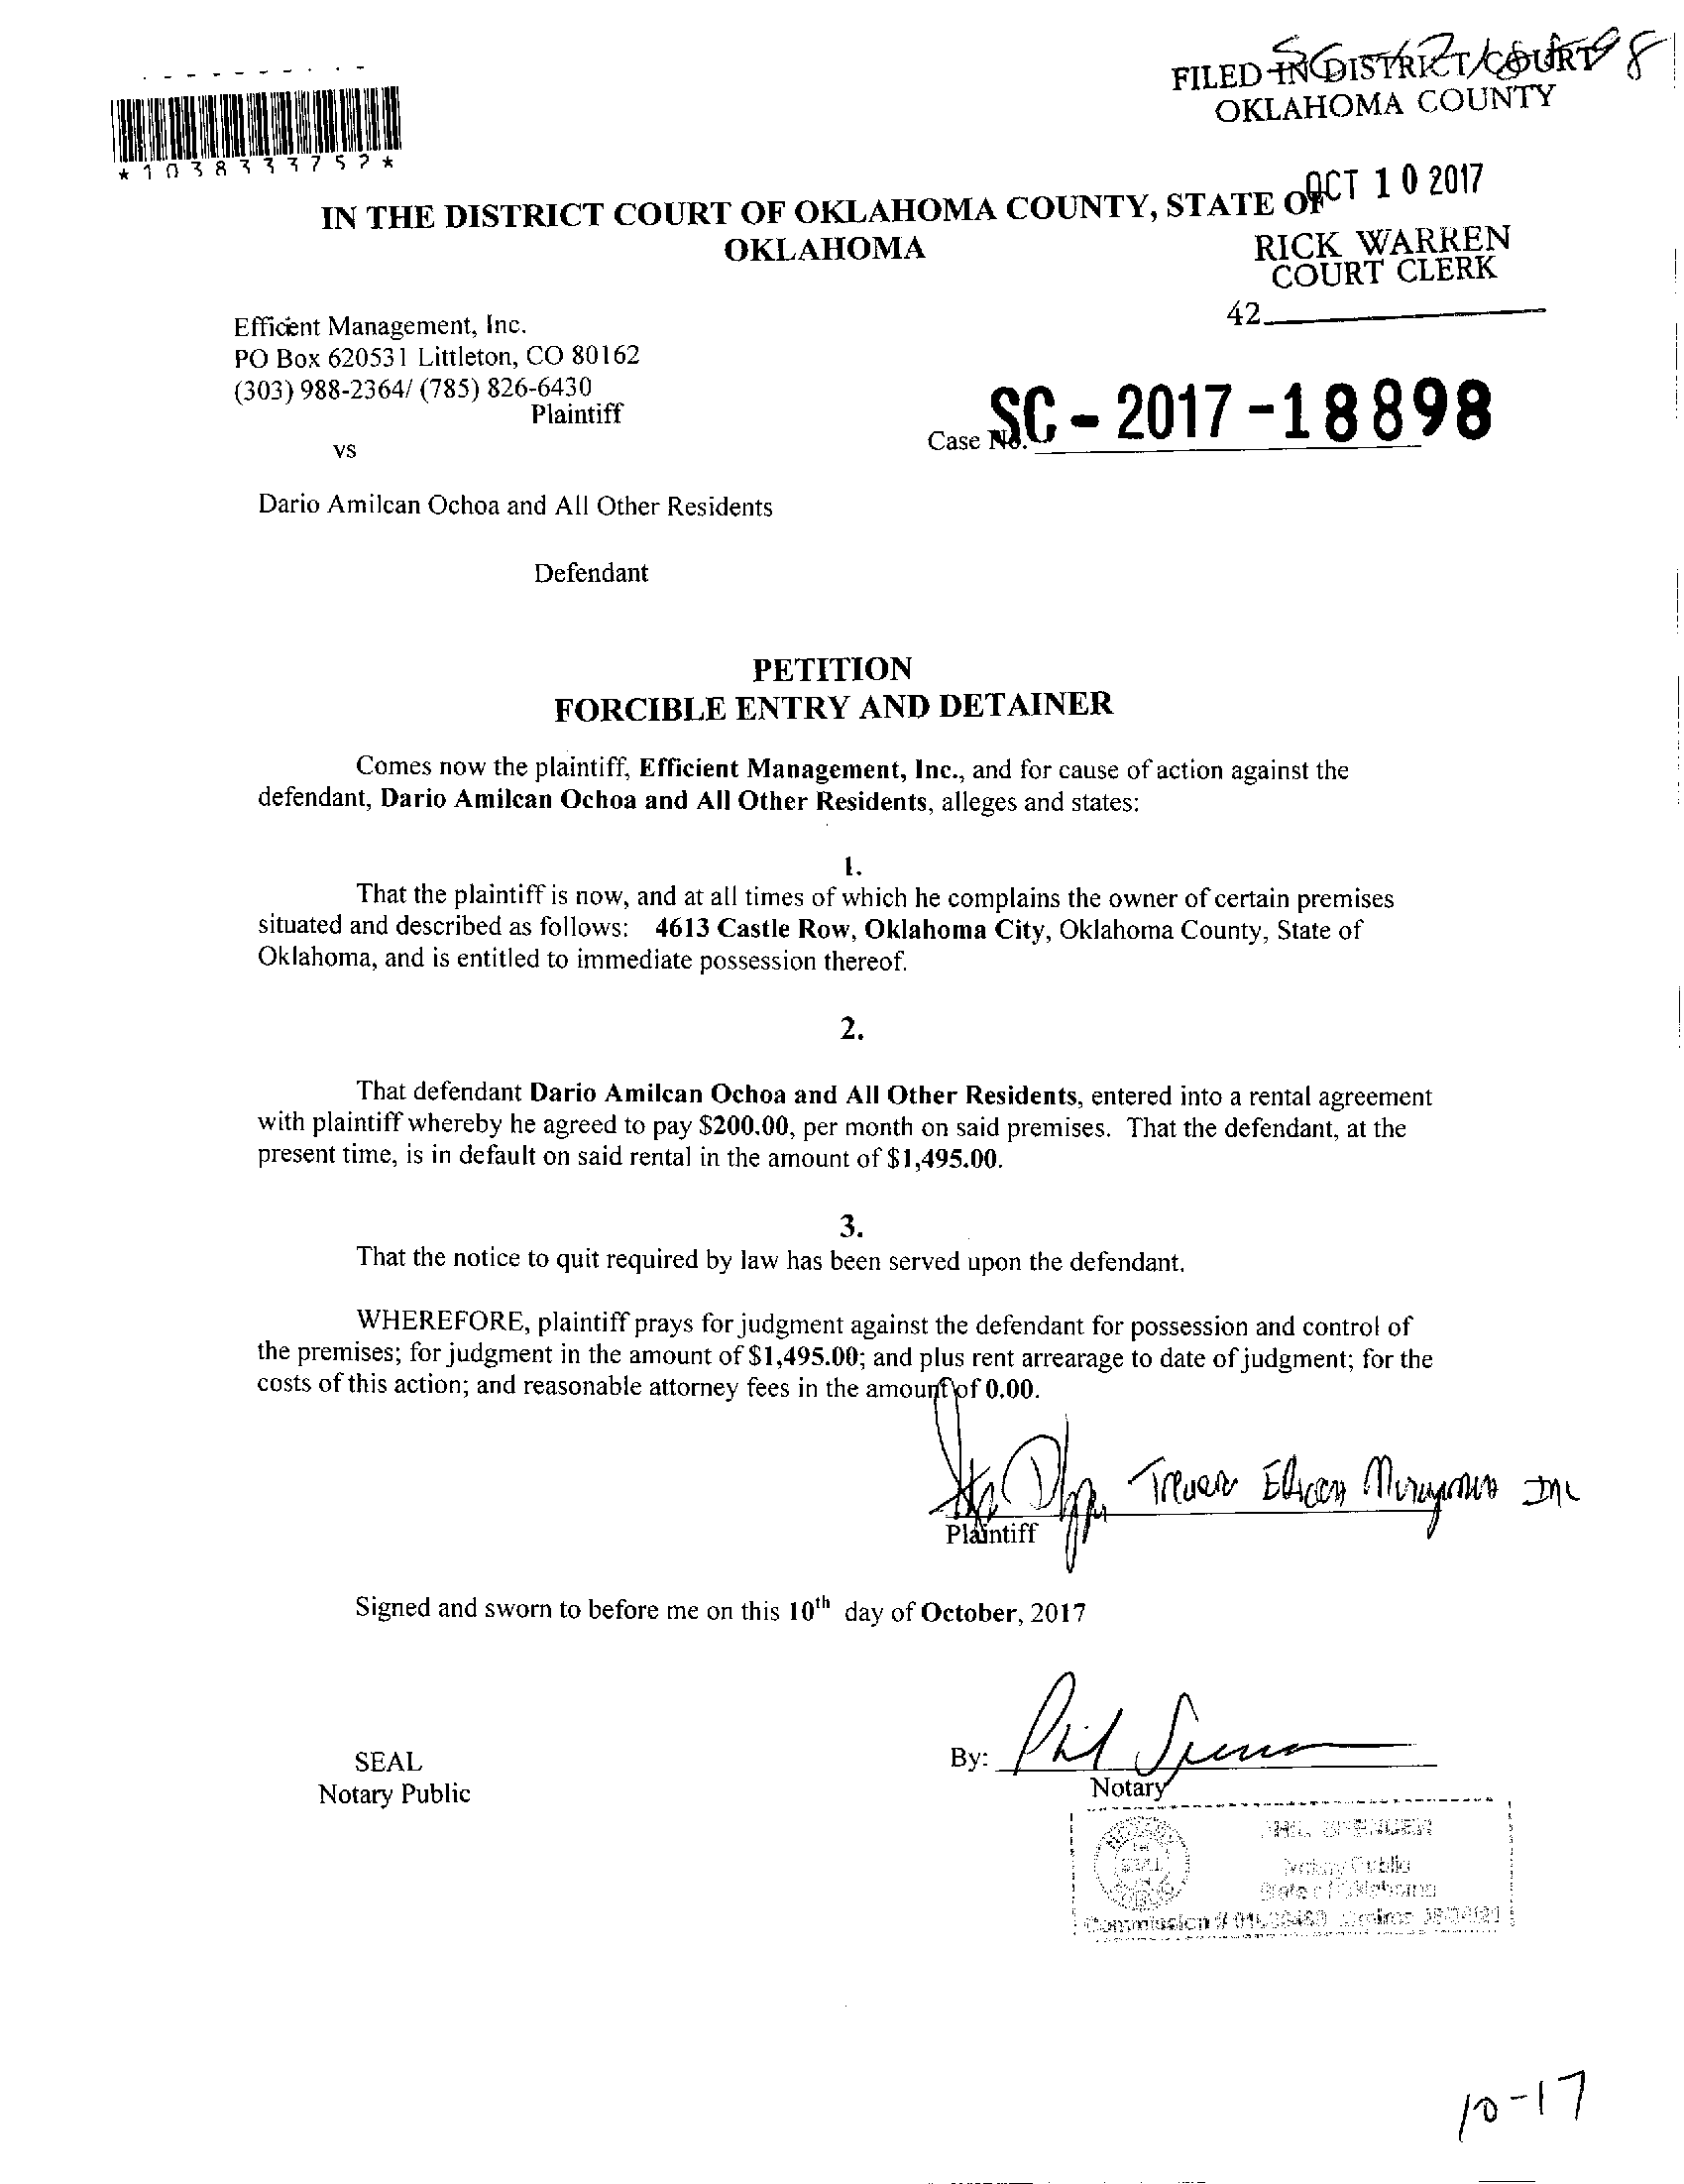 FILED IN DISTRICT COURT
OKLAHOMA COUNTY
*1038333752*
OCT 10 2017
IN THE DISTRICT COURT OF OKLAHOMA COUNTY, STATE OF
OKLAHOMA
RICK WARREN
COURT CLERK
42
Efficient Management, Inc.
PO Box 620531 Littleton, CO 80162
(303) 988-2364/ (785) 826-6430
Plaintiff
Case No. SC - 2017 - 18898
vs
Dario Amilcan Ochoa and All Other Residents
Defendant
PETITION
FORCIBLE ENTRY AND DETAINER
Comes now the plaintiff, Efficient Management, Inc., and for cause of action against the
defendant, Dario Amilcan Ochoa and All Other Residents, alleges and states:
1.
That the plaintiff is now, and at all times of which he complains the owner of certain premises
situated and described as follows: 4613 Castle Row, Oklahoma City, Oklahoma County, State of
Oklahoma, and is entitled to immediate possession thereof.
2.
That defendant Dario Amilcan Ochoa and All Other Residents, entered into a rental agreement
with plaintiff whereby he agreed to pay $200.00, per month on said premises. That the defendant, at the
present time, is in default on said rental in the amount of $1,495.00.
3.
That the notice to quit required by law has been served upon the defendant.
WHEREFORE, plaintiff prays for judgment against the defendant for possession and control of
the premises; for judgment in the amount of $1,495.00; and plus rent arrearage to date of judgment; for the
costs of this action; and reasonable attorney fees in the amount of 0.00.
Inc
Plaintiff
Signed and sworn to before me on this 10th day of October, 2017
SEAL
Notary Public
By: Phil Spencer
Notary
PHIL SPENCER
Notary Public
State of Oklahoma
Commission #
10-17